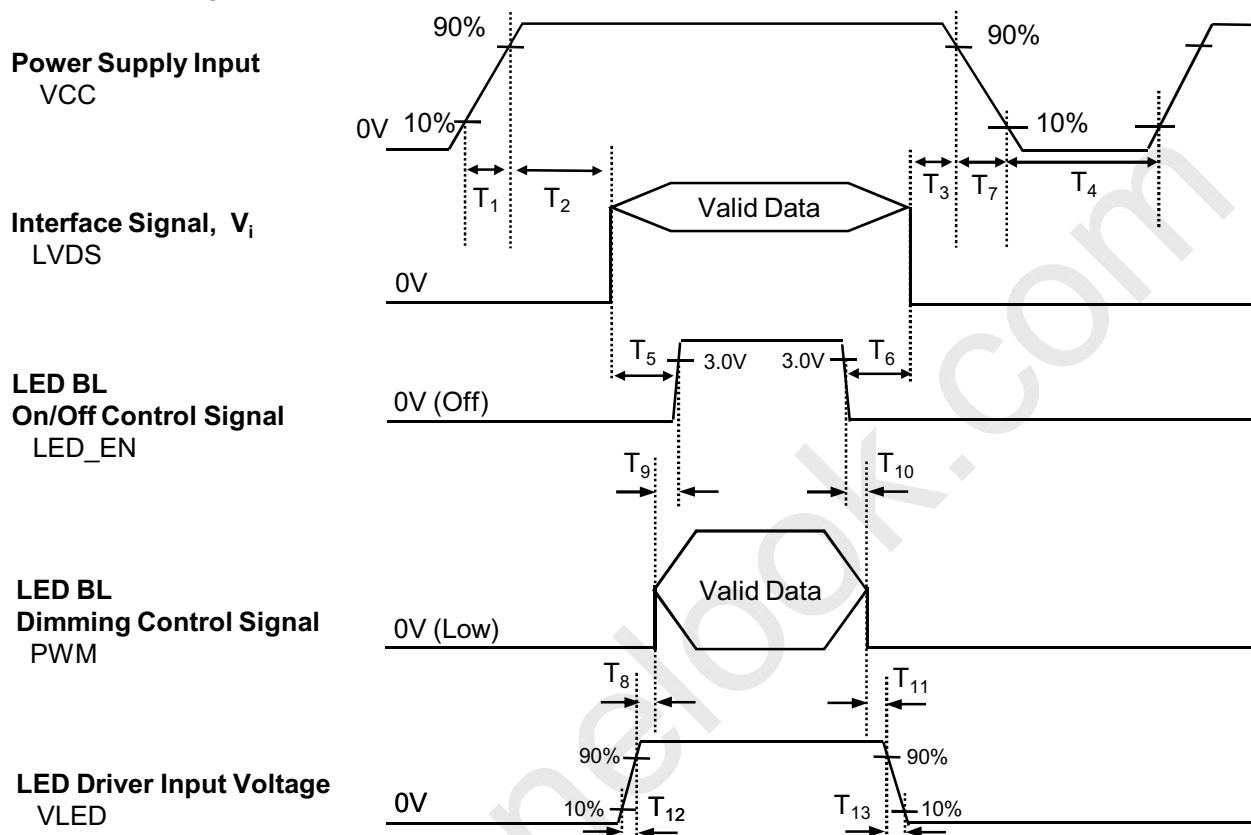 90%
90%
Power Supply Input
VCC
0V 10%
10%
T1
T2
T3
T7
T4
Interface Signal, Vi
LVDS
Valid Data
0V
T5
3.0V
3.0V
T6
LED BL
On/Off Control Signal
LED_EN
0V (Off)
T9
T10
LED BL
Dimming Control Signal
PWM
Valid Data
0V (Low)
T8
T11
90%
90%
LED Driver Input Voltage
VLED
0V
10%
T12
T13
10%
nelook.com